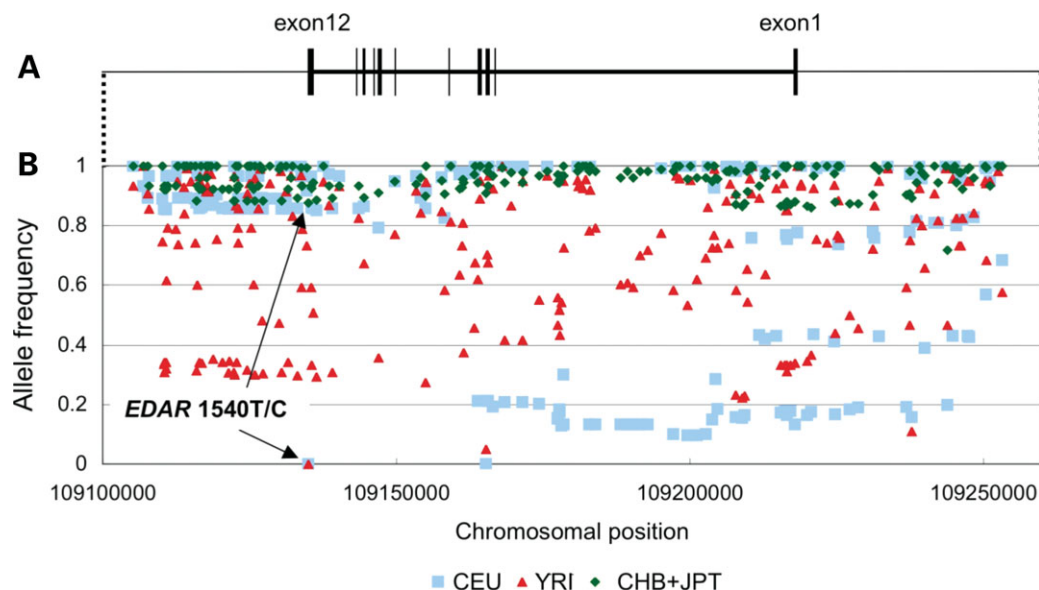 exon12 exon1
A
B
1
0.8
0.6
0.4
0.2
0
Allele frequency
EDAR 1540T/C
109100000 109150000 109200000 109250000
Chromosomal position
CEU YRI CHB+JPT